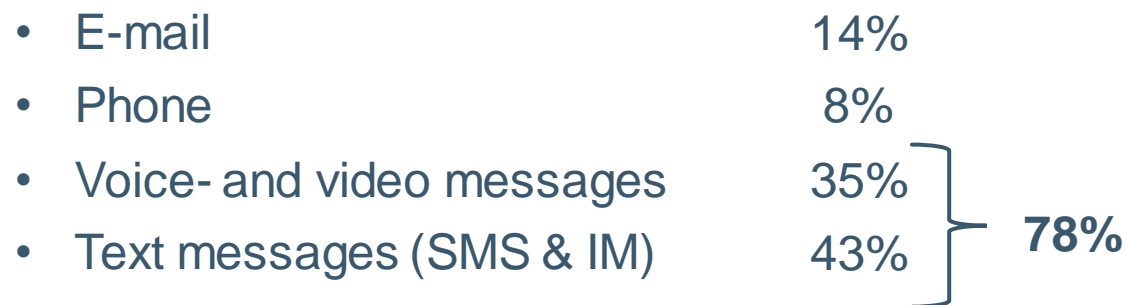 • E-mail 14%
• Phone 8%
• Voice- and video messages 35%
• Text messages (SMS & IM) 43%
78%